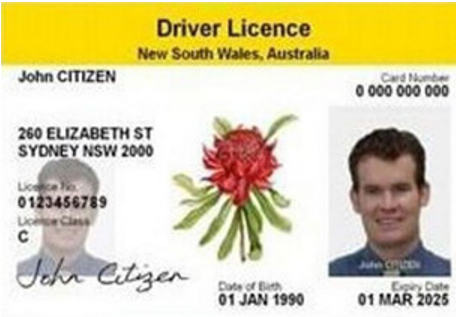 Driver Licence
New South Wales, Australia
John CITIZEN
Card Number
0 000 000 000
260 ELIZABETH ST
SYDNEY NSW 2000
Licence No.
0123456789
Licence Class
C
John Citizen
John CITIZEN
Date of Birth
01 JAN 1990
Expiry Date
01 MAR 2025